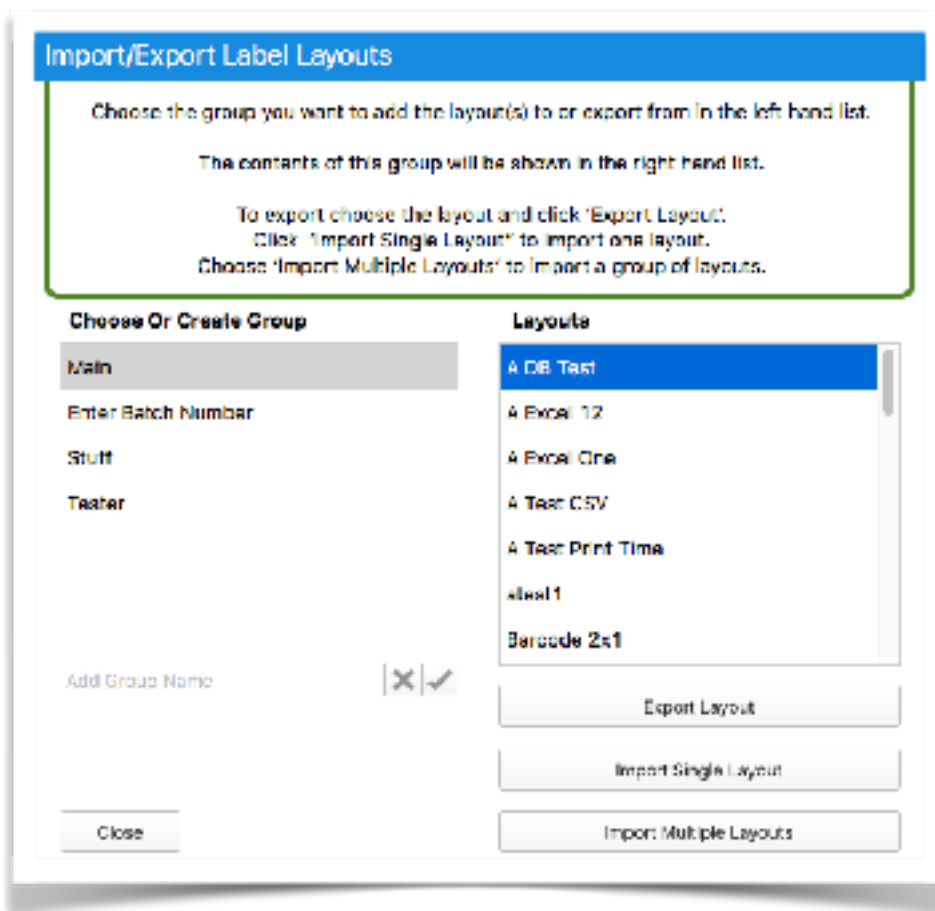 Import/Export Label Layouts
Choose the group you want to add the layout(s) to or export from in the left hand list.
The contents of this group will be shown in the right hand list.
To export choose the layout and click 'Export Layout'.
Click 'Import Single Layout' to import one layout.
Choose 'Import Multiple Layouts' to import a group of layouts.
Choose Or Create Group
Layouts
Main
A DB Test
Enter Batch Number
A Excel 12
Stuff
A Excel One
Tester
A Test CSV
A Test Print Time
Barcode 2x1
Add Group Name
Export Layout
Import Single Layout
Close
Import Multiple Layouts